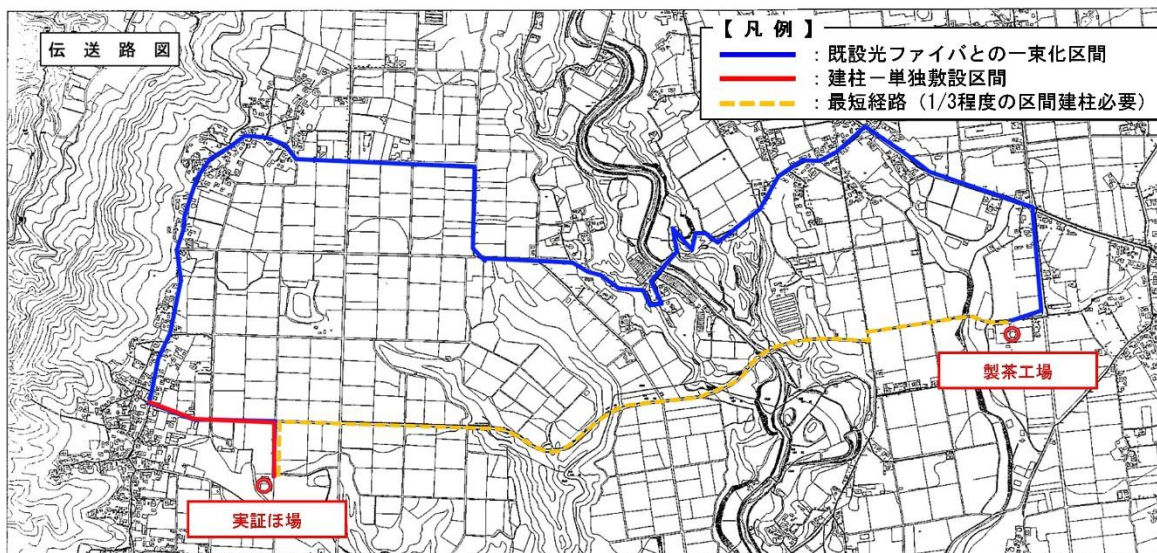 伝送路図
【凡例】
：既設光ファイバとの一束化区間
：建柱－単独敷設区間
：最短経路（1/3程度の区間建柱必要）
製茶工場
実証ほ場